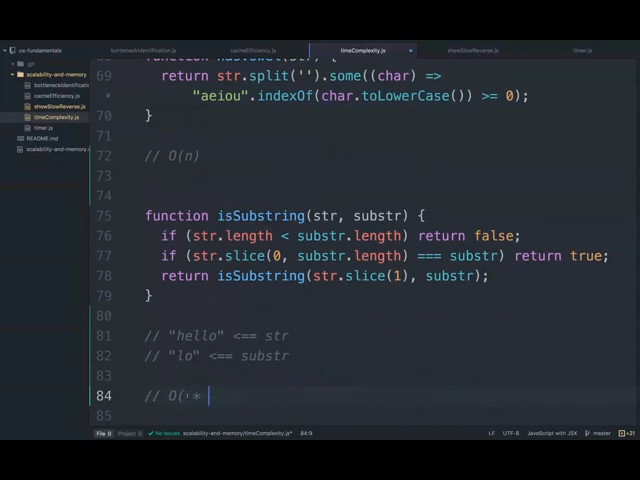 cs-fundamentals
bottleneckIdentification.js
cacheEfficiency.js
timeComplexity.js
showSlowReverse.js
timer.js
.git
scalability-and-memory
bottleneckIdentification
cacheEfficiency.js
showSlowReverse.js
timeComplexity.js
timer.js
README.md
scalability-and-memory.
69 return str.split('').some((char) =>
"aeiou".indexOf(char.toLowerCase()) >= 0);
70 }
71
72 // O(n)
73
74
75 function isSubstring(str, substr) {
76 if (str.length < substr.length) return false;
77 if (str.slice(0, substr.length) === substr) return true;
78 return isSubstring(str.slice(1), substr);
79 }
80
81 // "hello" <== str
82 // "lo" <== substr
83
84 // O( *
85
File 0 Project 0 No Issues scalability-and-memory/timeComplexity.js* 84:9 LF UTF-8 JavaScript with JSX master +21